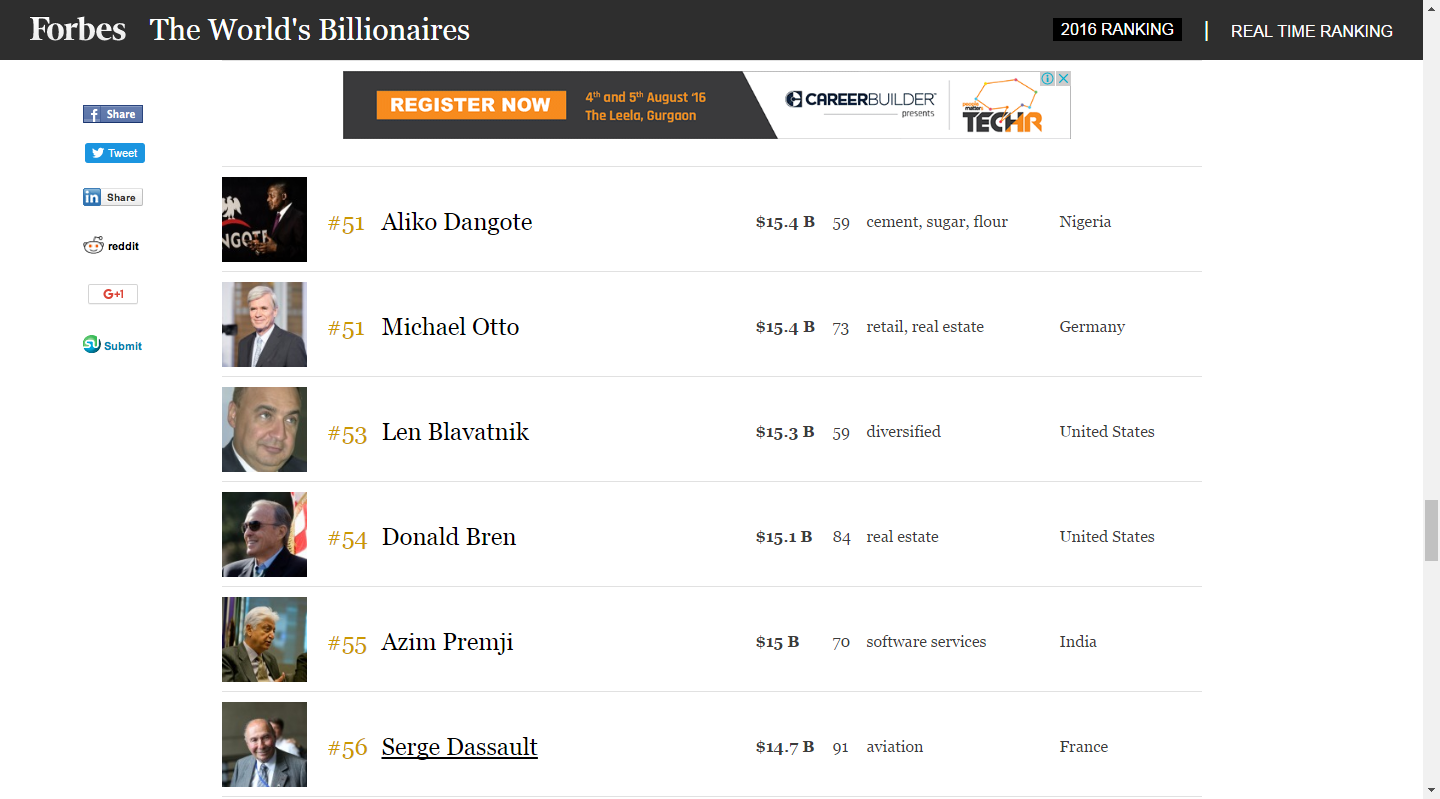 Forbes The World's Billionaires 2016 RANKING | REAL TIME RANKING
REGISTER NOW
4th and 5th August '16
The Leela, Gurgaon
CAREERBUILDER
presents
people matters
TECHR
Share
Tweet
Share
reddit
G+1
Submit
NGOTE
#51 Aliko Dangote $15.4 B 59 cement, sugar, flour Nigeria
#51 Michael Otto $15.4 B 73 retail, real estate Germany
#53 Len Blavatnik $15.3 B 59 diversified United States
#54 Donald Bren $15.1 B 84 real estate United States
#55 Azim Premji $15 B 70 software services India
#56 Serge Dassault $14.7 B 91 aviation France